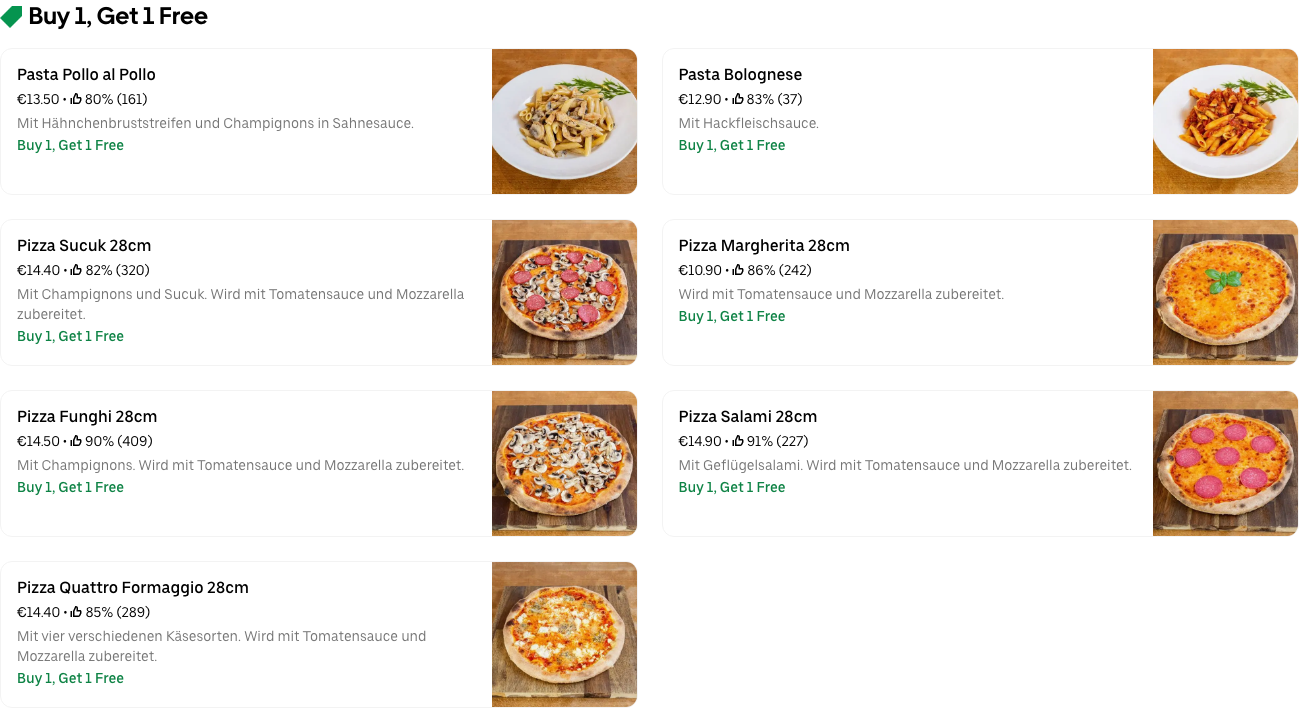 Buy 1, Get 1 Free
Pasta Pollo al Pollo
€13.50 • 80% (161)
Mit Hähnchenbruststreifen und Champignons in Sahnesauce.
Buy 1, Get 1 Free
Pasta Bolognese
€12.90 • 83% (37)
Mit Hackfleischsauce.
Buy 1, Get 1 Free
Pizza Sucuk 28cm
€14.40 • 82% (320)
Mit Champignons und Sucuk. Wird mit Tomatensauce und Mozzarella
zubereitet.
Buy 1, Get 1 Free
Pizza Margherita 28cm
€10.90 • 86% (242)
Wird mit Tomatensauce und Mozzarella zubereitet.
Buy 1, Get 1 Free
Pizza Funghi 28cm
€14.50 • 90% (409)
Mit Champignons. Wird mit Tomatensauce und Mozzarella zubereitet.
Buy 1, Get 1 Free
Pizza Salami 28cm
€14.90 • 91% (227)
Mit Geflügelsalami. Wird mit Tomatensauce und Mozzarella zubereitet.
Buy 1, Get 1 Free
Pizza Quattro Formaggio 28cm
€14.40 • 85% (289)
Mit vier verschiedenen Käsesorten. Wird mit Tomatensauce und
Mozzarella zubereitet.
Buy 1, Get 1 Free